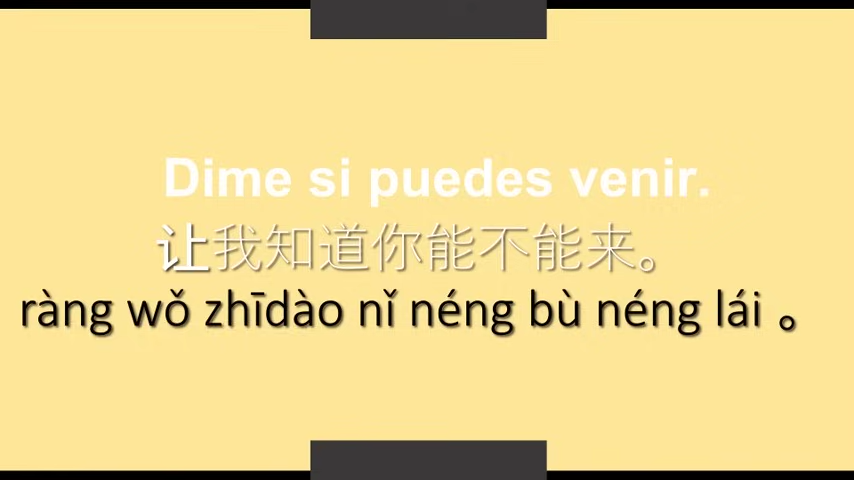 Dime si puedes venir.
让我知道你能不能来。
ràng wǒ zhīdào nǐ néng bù néng lái 。